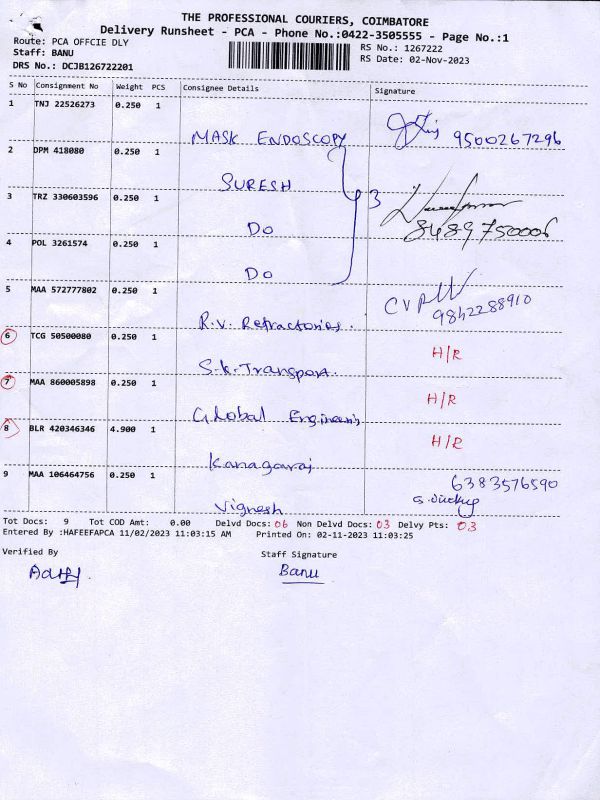 THE PROFESSIONAL COURIERS, COIMBATORE
Delivery Runsheet - PCA - Phone No.:0422-3505555 - Page No.:1
Route: PCA OFFCIE DLY
RS No.: 1267222
Staff: BANU
RS Date: 02-Nov-2023
DRS No.: DCJB126722201
S No Consignment No Weight PCS Consignee Details Signature
1 TNJ 22526273 0.250 1
MASK ENDOSCOPY 9500267296
2 DPM 418080 0.250 1
SURESH
3 TRZ 330603596 0.250 1 3
Do 8489750006
4 POL 3261574 0.250 1
Do
5 MAA 572777802 0.250 1
R.V. Refractories. 9842288910
6 TCG 50500080 0.250 1
S.K. Transport. H/R
7 MAA 860005898 0.250 1
Global Engineers H/R
8 BLR 420346346 4.900 1
Kanagaraj H/R
9 MAA 106464756 0.250 1 6383576590
Vignesh
Tot Docs: 9 Tot COD Amt: 0.00 Delvd Docs: 06 Non Delvd Docs: 03 Delvy Pts: 03
Entered By :HAFEEFAPCA 11/02/2023 11:03:15 AM Printed On: 02-11-2023 11:03:25
Verified By Staff Signature
Banu